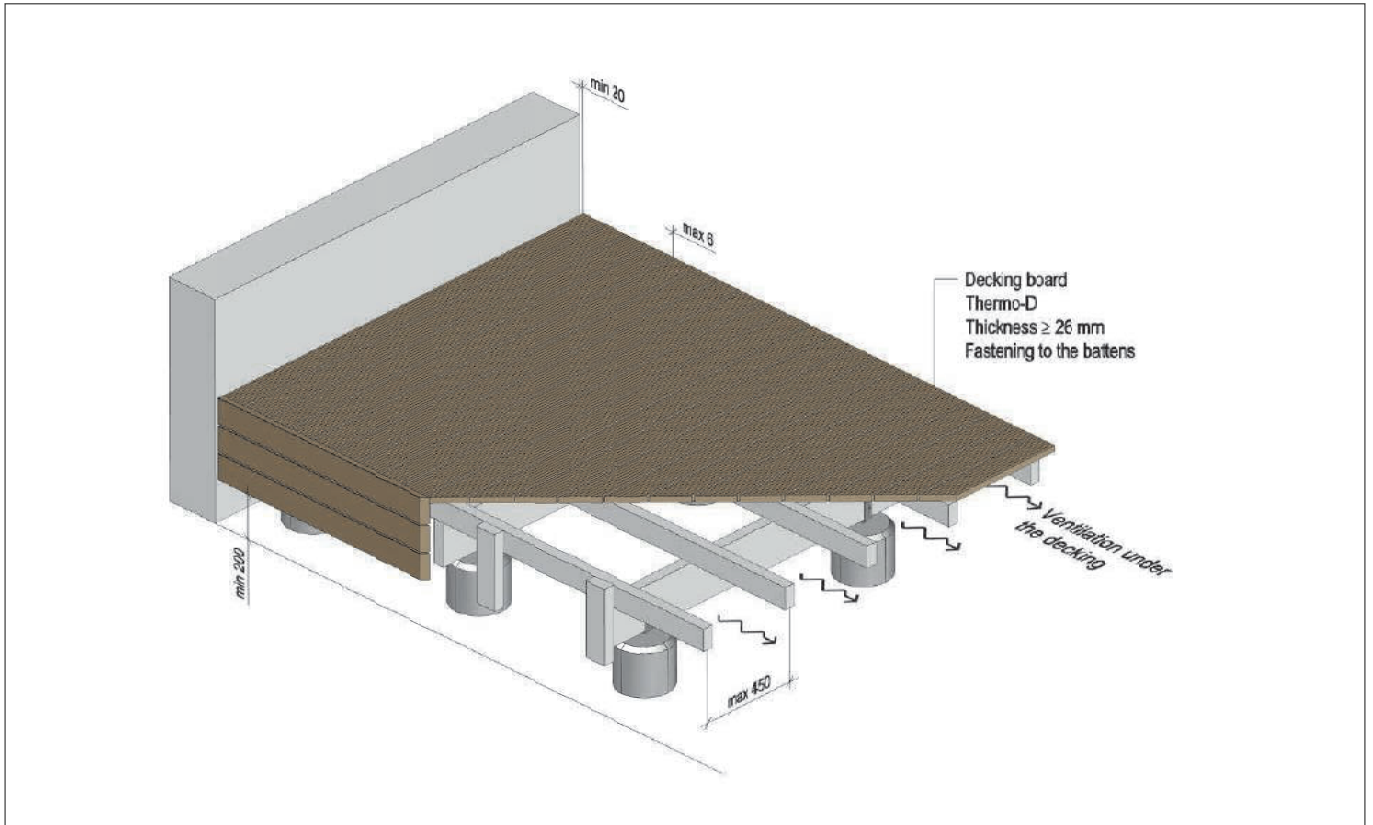 min 20
max 6
Decking board
Thermo-D
Thickness ≥ 26 mm
Fastening to the battens
Ventilation under
the decking
min 200
max 450